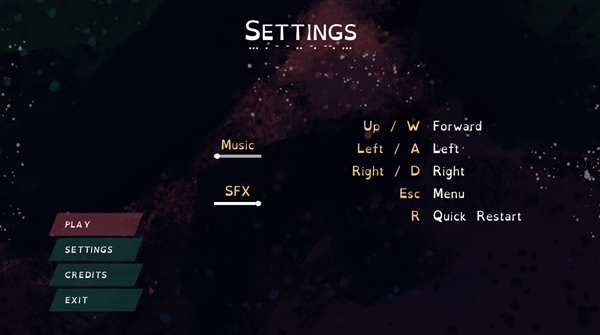 SETTINGS
Music
SFX
Up / W Forward
Left / A Left
Right / D Right
Esc Menu
R Quick Restart
PLAY
SETTINGS
CREDITS
EXIT